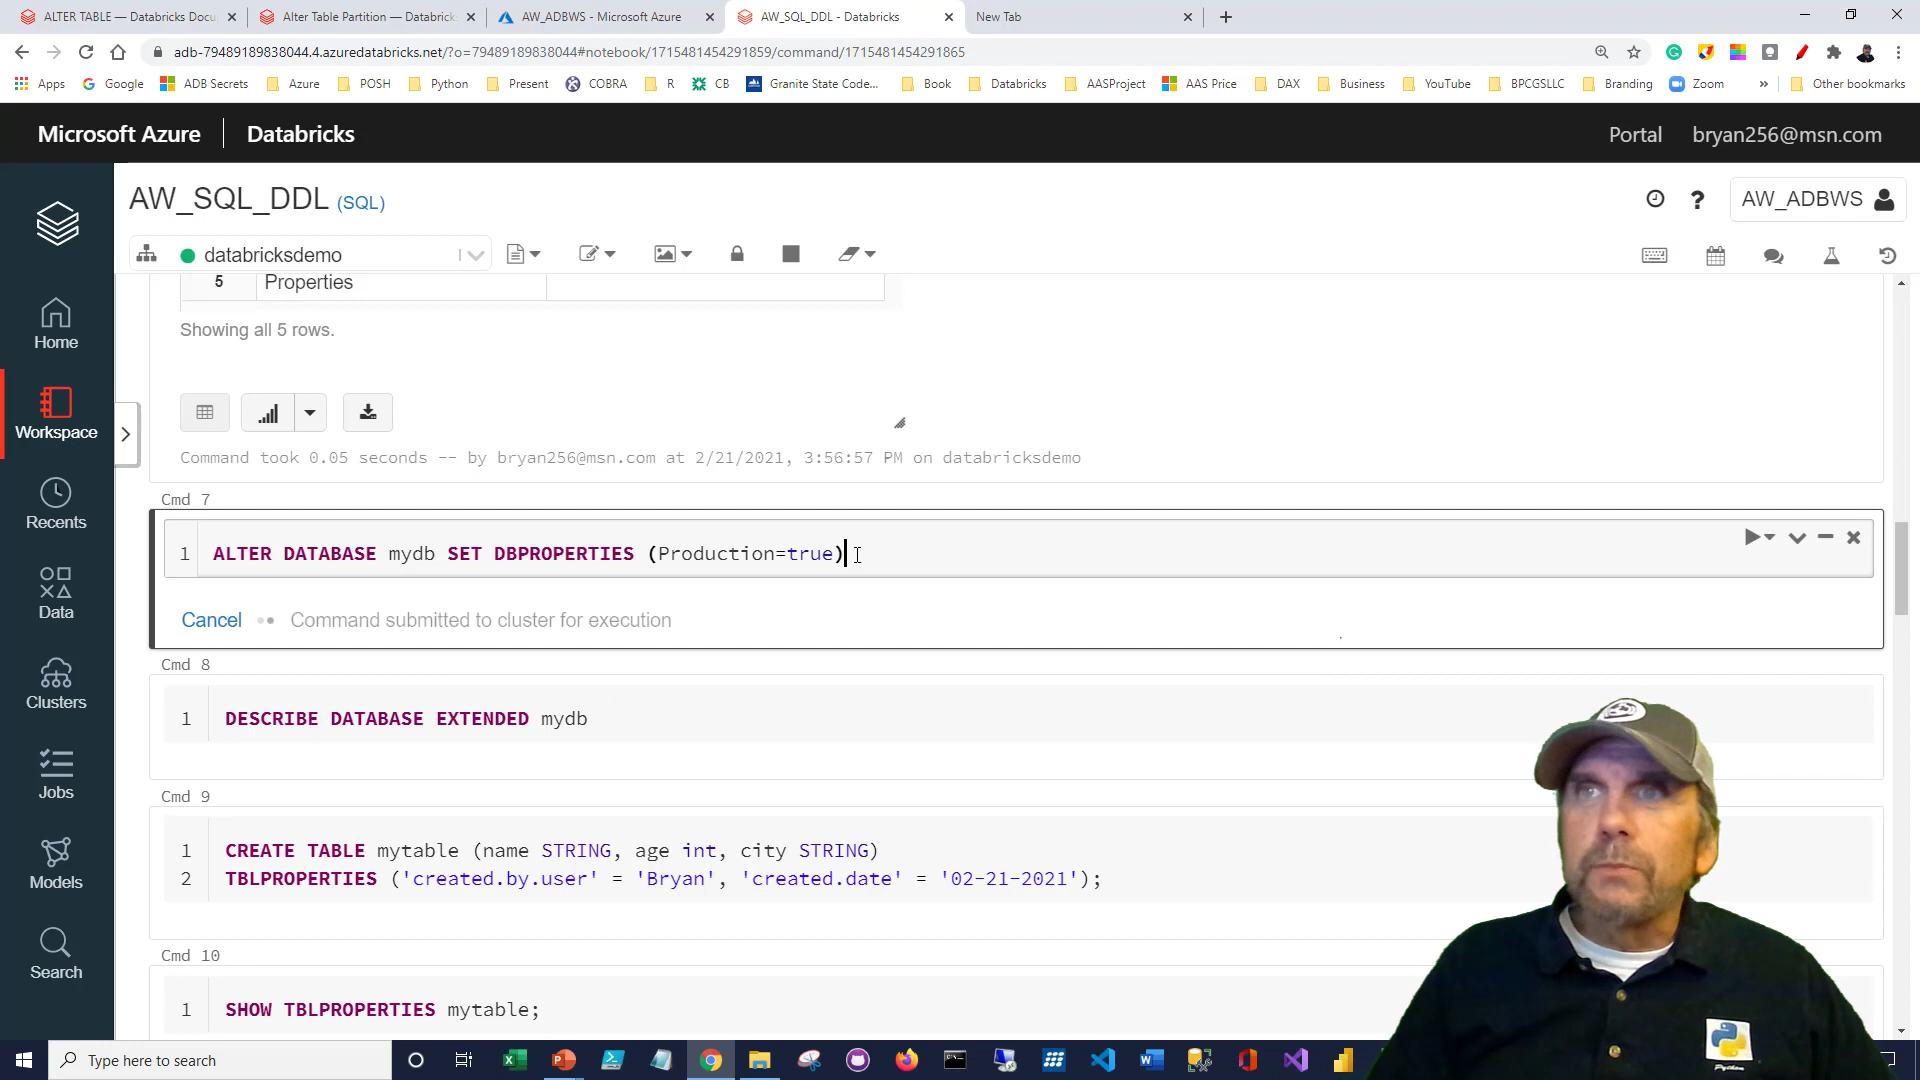 ALTER TABLE — Databricks Docu
Alter Table Partition — Databrick
AW_ADBWS - Microsoft Azure
AW_SQL_DDL - Databricks
New Tab
adb-79489189838044.4.azuredatabricks.net/?o=79489189838044#notebook/1715481454291859/command/1715481454291865
Apps
Google
ADB Secrets
Azure
POSH
Python
Present
COBRA
R
CB
Granite State Code...
Book
Databricks
AASProject
AAS Price
DAX
Business
YouTube
BPCGSLLC
Branding
Zoom
»
Other bookmarks
Microsoft Azure
Databricks
Portal
bryan256@msn.com
AW_SQL_DDL (SQL)
AW_ADBWS
databricksdemo
5 Properties
Showing all 5 rows.
Command took 0.05 seconds -- by bryan256@msn.com at 2/21/2021, 3:56:57 PM on databricksdemo
Cmd 7
1 ALTER DATABASE mydb SET DBPROPERTIES (Production=true)
Cancel Command submitted to cluster for execution
Cmd 8
1 DESCRIBE DATABASE EXTENDED mydb
Cmd 9
1 CREATE TABLE mytable (name STRING, age int, city STRING)
2 TBLPROPERTIES ('created.by.user' = 'Bryan', 'created.date' = '02-21-2021');
Cmd 10
1 SHOW TBLPROPERTIES mytable;
Home
Workspace
Recents
Data
Clusters
Jobs
Models
Search
Python
Type here to search